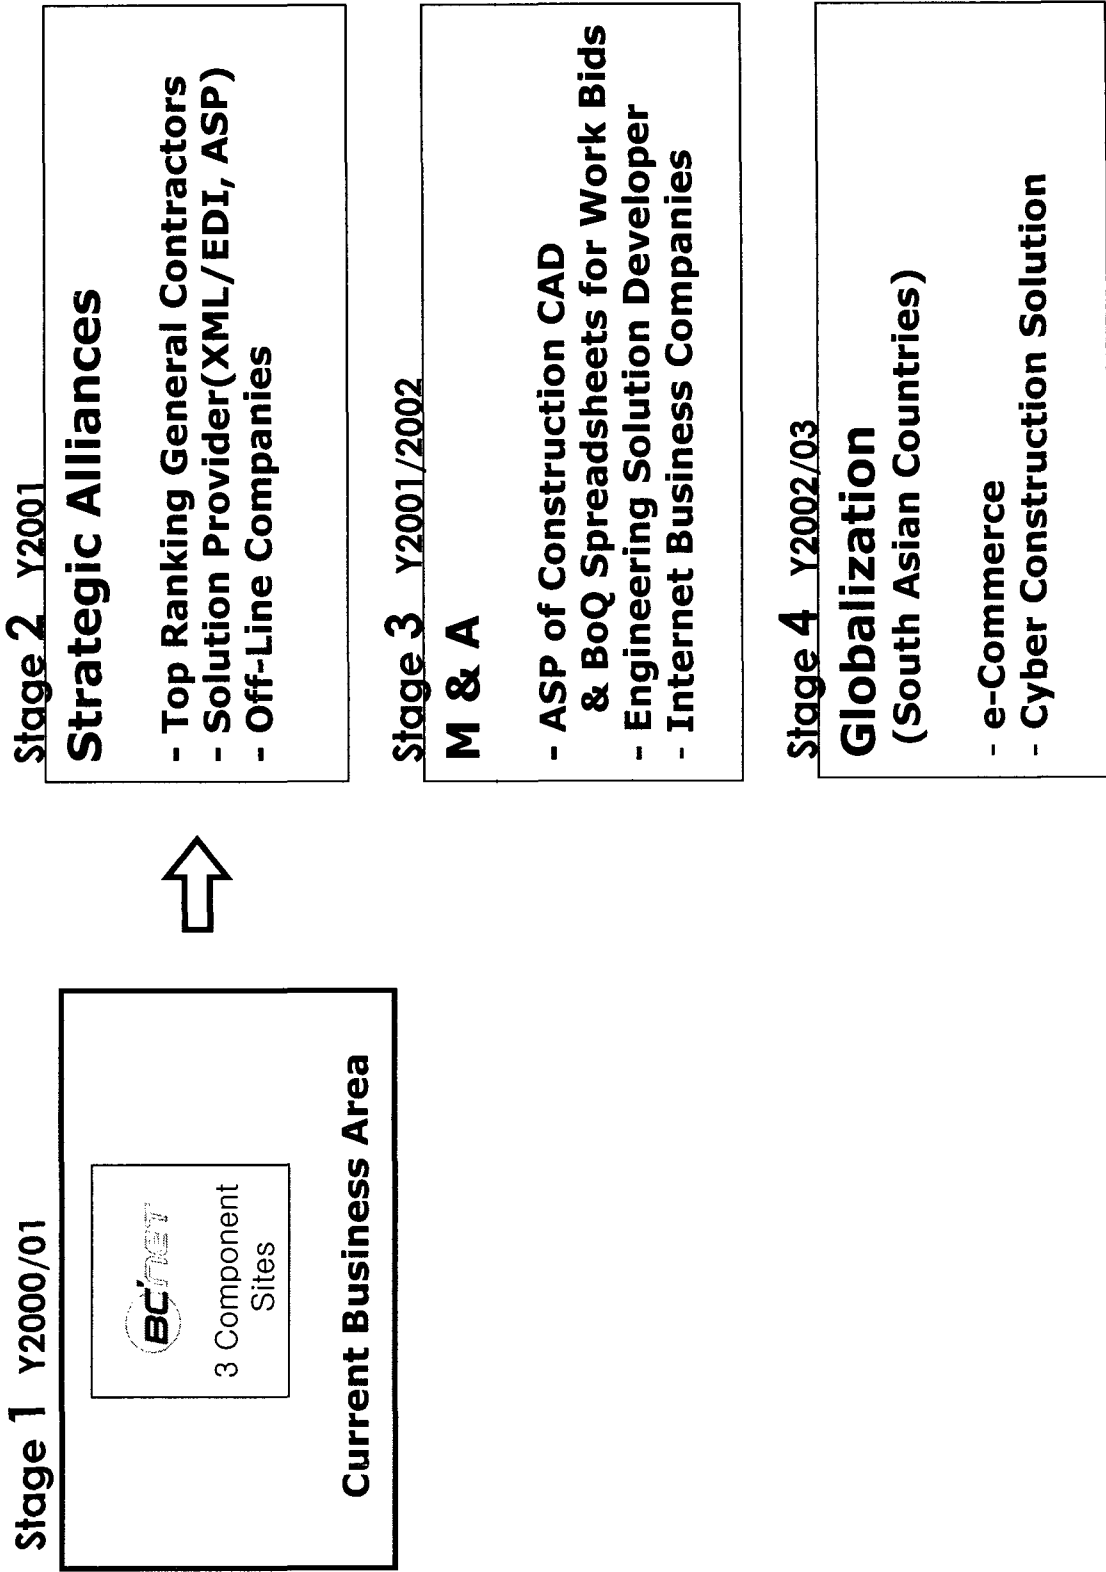 Stage 1 Y2000/01
BC'net
3 Component
Sites
Current Business Area
Stage 2 Y2001
Strategic Alliances
- Top Ranking General Contractors
- Solution Provider(XML/EDI, ASP)
- Off-Line Companies
Stage 3 Y2001/2002
M & A
- ASP of Construction CAD
& BoQ Spreadsheets for Work Bids
- Engineering Solution Developer
- Internet Business Companies
Stage 4 Y2002/03
Globalization
(South Asian Countries)
- e-Commerce
- Cyber Construction Solution